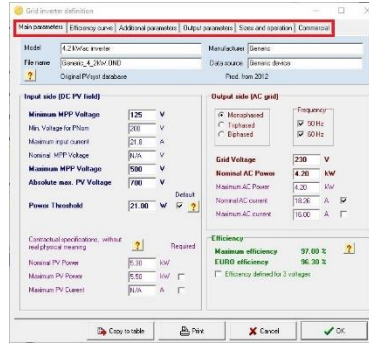 Grid inverter definition
Main parameters Efficiency curve Additional parameters Output parameters Sizes and operation Commercial
Model 4.2 kWac inverter Manufacturer Generic
File name Generic_4_2kW.OND Data source Generic device
? Original PVsyst database Prod. from 2012
Input side (DC PV field)
Minimum MPP Voltage 125 V
Min. Voltage for PNom 200 V
Maximum input current 21.8 A
Nominal MPP Voltage N/A V
Maximum MPP Voltage 500 V
Absolute max. PV Voltage 700 V
Default
Power Threshold 21.00 W ?
Contractual specifications, without
real physical meaning ? Required
Nominal PV Power 5.30 kW
Maximum PV Power 5.50 kW
Maximum PV Current N/A A
Output side (AC grid)
Frequency
Monophased
Triphased
Biphased
50 Hz
60 Hz
Grid Voltage 230 V
Nominal AC Power 4.20 kW
Maximum AC Power 4.20 kW
Nominal AC current 18.26 A
Maximum AC current 16.00 A
Efficiency
Maximum efficiency 97.00 % ?
EURO efficiency 96.30 %
Efficiency defined for 3 voltages
Copy to table Print Cancel OK